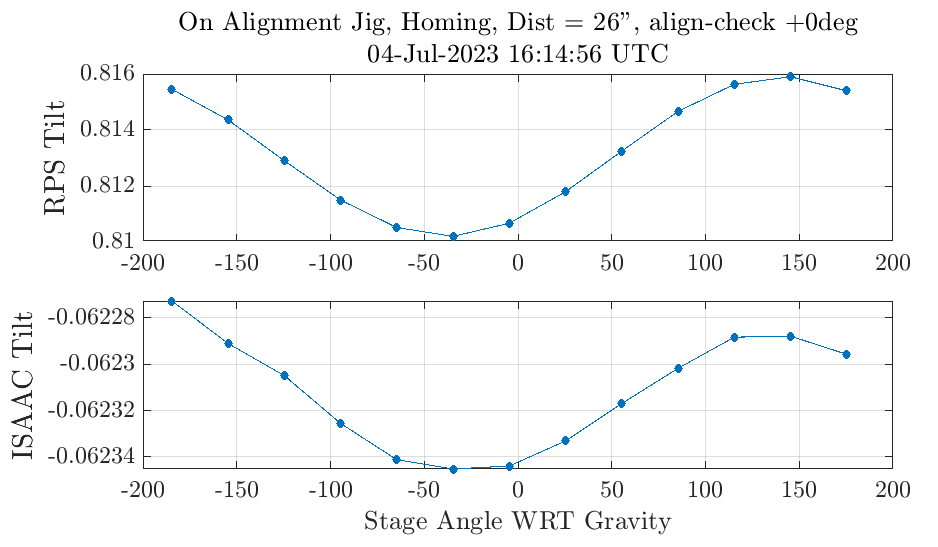 On Alignment Jig, Homing, Dist = 26”, align-check +0deg
04-Jul-2023 16:14:56 UTC
0.816
0.814
0.812
0.81
RPS Tilt
-200 -150 -100 -50 0 50 100 150 200
-0.06228
-0.0623
-0.06232
-0.06234
ISAAC Tilt
-200 -150 -100 -50 0 50 100 150 200
Stage Angle WRT Gravity